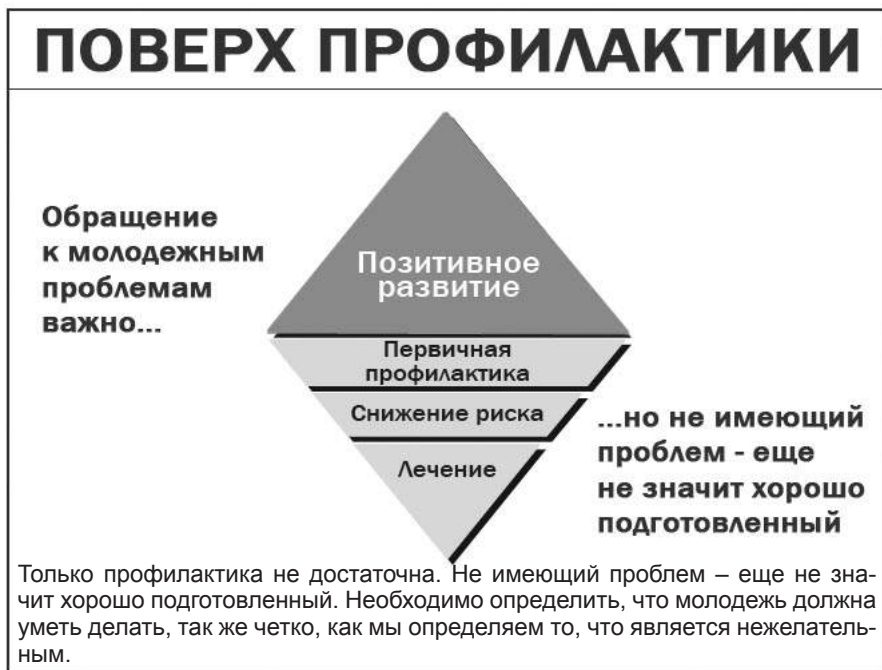 ПОВЕРХ ПРОФИЛАКТИКИ
Обращение
к молодежным
проблемам
важно...
Позитивное
развитие
Первичная
профилактика
Снижение риска
Лечение
...но не имеющий
проблем - еще
не значит хорошо
подготовленный
Только профилактика не достаточна. Не имеющий проблем – еще не зна-
чит хорошо подготовленный. Необходимо определить, что молодежь должна
уметь делать, так же четко, как мы определяем то, что является нежелатель-
ным.